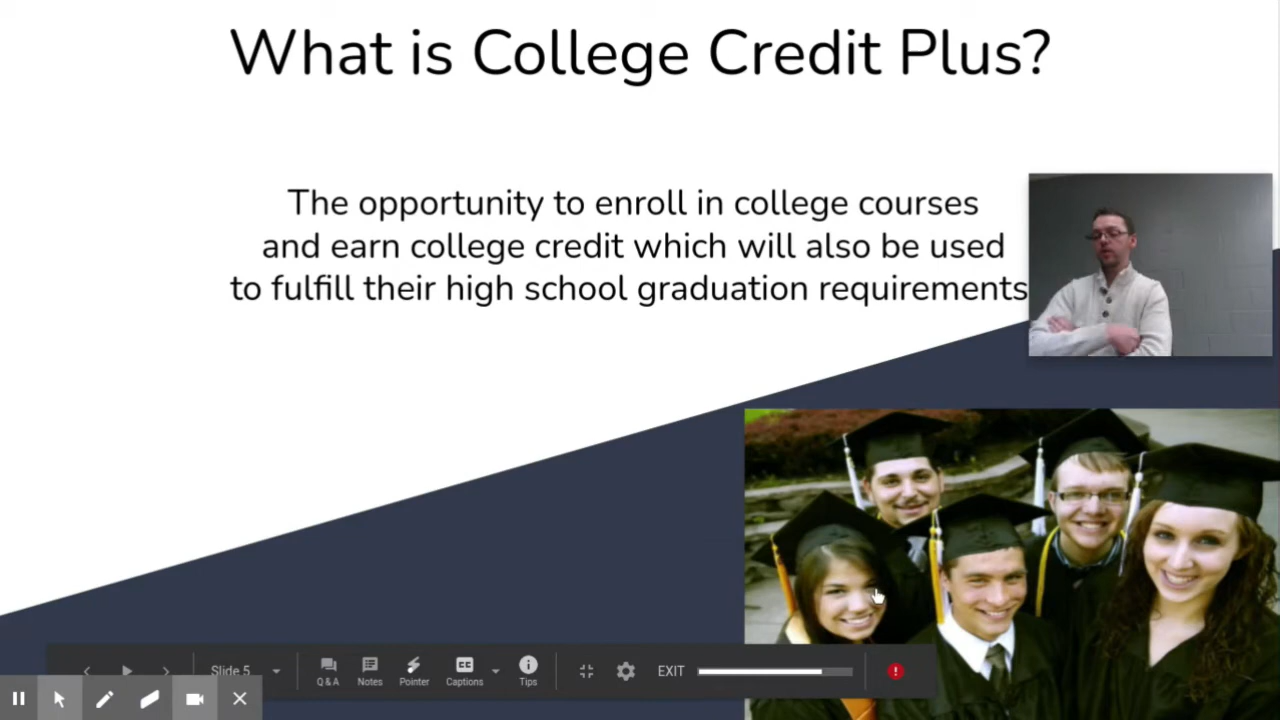 What is College Credit Plus?
The opportunity to enroll in college courses
and earn college credit which will also be used
to fulfill their high school graduation requirements
Slide 5
Q & A
Notes
Pointer
CC
Captions
Tips
EXIT